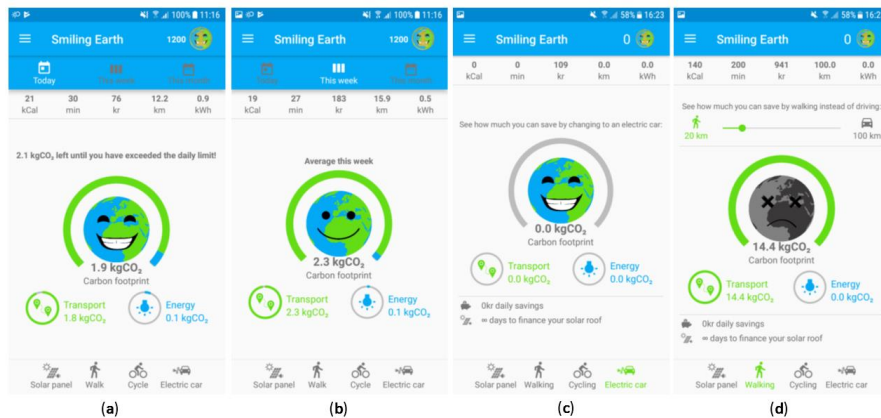 100% 11:16
Smiling Earth 1200
Today This week This month
21 30 76 12.2 0.9
kCal min kr km kWh
2.1 kgCO₂ left until you have exceeded the daily limit!
1.9 kgCO₂
Carbon footprint
Transport
1.8 kgCO₂
Energy
0.1 kgCO₂
Solar panel Walk Cycle Electric car
(a)
100% 11:16
Smiling Earth 1200
Today This week This month
19 27 183 15.9 0.5
kCal min kr km kWh
Average this week
2.3 kgCO₂
Carbon footprint
Transport
2.3 kgCO₂
Energy
0.1 kgCO₂
Solar panel Walk Cycle Electric car
(b)
58% 16:23
Smiling Earth 0
0 0 109 0.0 0.0
kCal min kr km kWh
See how much you can save by changing to an electric car:
0.0 kgCO₂
Carbon footprint
Transport
0.0 kgCO₂
Energy
0.0 kgCO₂
0kr daily savings
∞ days to finance your solar roof
Solar panel Walking Cycling Electric car
(c)
58% 16:2
Smiling Earth 0
140 200 941 100.0 0.0
kCal min kr km kWh
See how much you can save by walking instead of driving:
20 km 100 km
14.4 kgCO₂
Carbon footprint
Transport
14.4 kgCO₂
Energy
0.0 kgCO₂
0kr daily savings
∞ days to finance your solar roof
Solar panel Walking Cycling Electric car
(d)